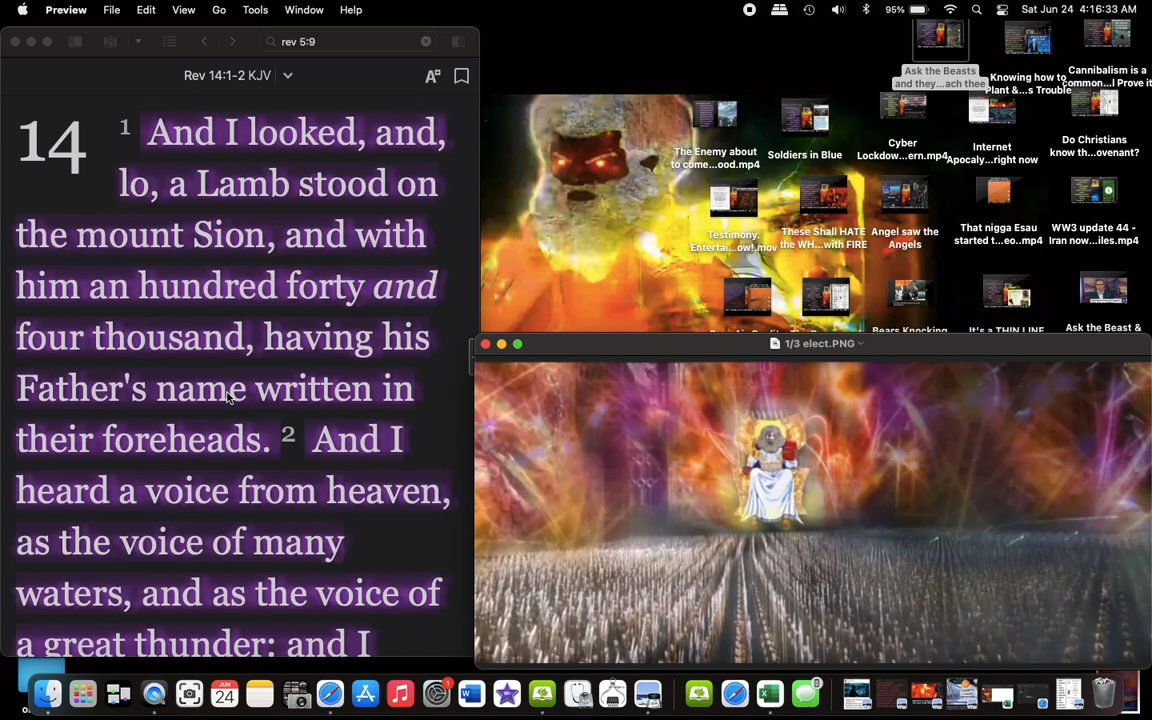 Preview File Edit View Go Tools Window Help
95%
Sat Jun 24 4:16:33 AM
rev 5:9
Rev 14:1-2 KJV
14 1 And I looked, and,
lo, a Lamb stood on
the mount Sion, and with
him an hundred forty and
four thousand, having his
Father's name written in
their foreheads. 2 And I
heard a voice from heaven,
as the voice of many
waters, and as the voice of
a great thunder: and I
Ask the Beasts
and they...ach thee
Knowing how to
Plant &...s Trouble
Cannibalism is a
common...I Prove it
The Enemy about
to come...ood.mp4
Soldiers in Blue
Cyber
Lockdow...ern.mp4
Internet
Apocaly...right now
Do Christians
know th...ovenant?
Testimony.
Entertai...ow!.mov
These Shall HATE
the WH...with FIRE
Angel saw the
Angels
That nigga Esau
started t...eo...mp4
WW3 update 44 -
Iran now...iles.mp4
Bears Knocking
It's a THIN LINE
Ask the Beast &
1/3 elect.PNG
JUN
24
1